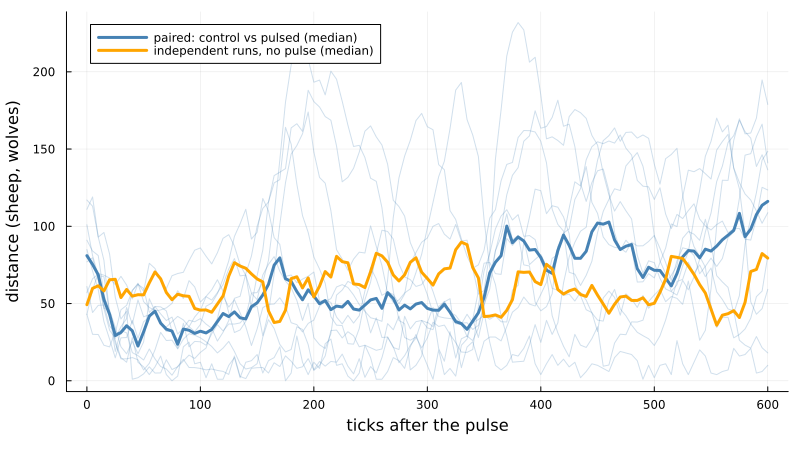 paired: control vs pulsed (median)
independent runs, no pulse (median)
distance (sheep, wolves)
200
150
100
50
0
0 100 200 300 400 500 600
ticks after the pulse